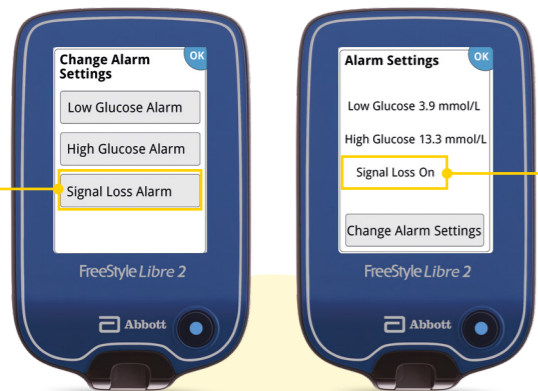 Change Alarm
Settings
OK
Low Glucose Alarm
High Glucose Alarm
Signal Loss Alarm
FreeStyle Libre 2
Abbott
Alarm Settings
OK
Low Glucose 3.9 mmol/L
High Glucose 13.3 mmol/L
Signal Loss On
Change Alarm Settings
FreeStyle Libre 2
Abbott